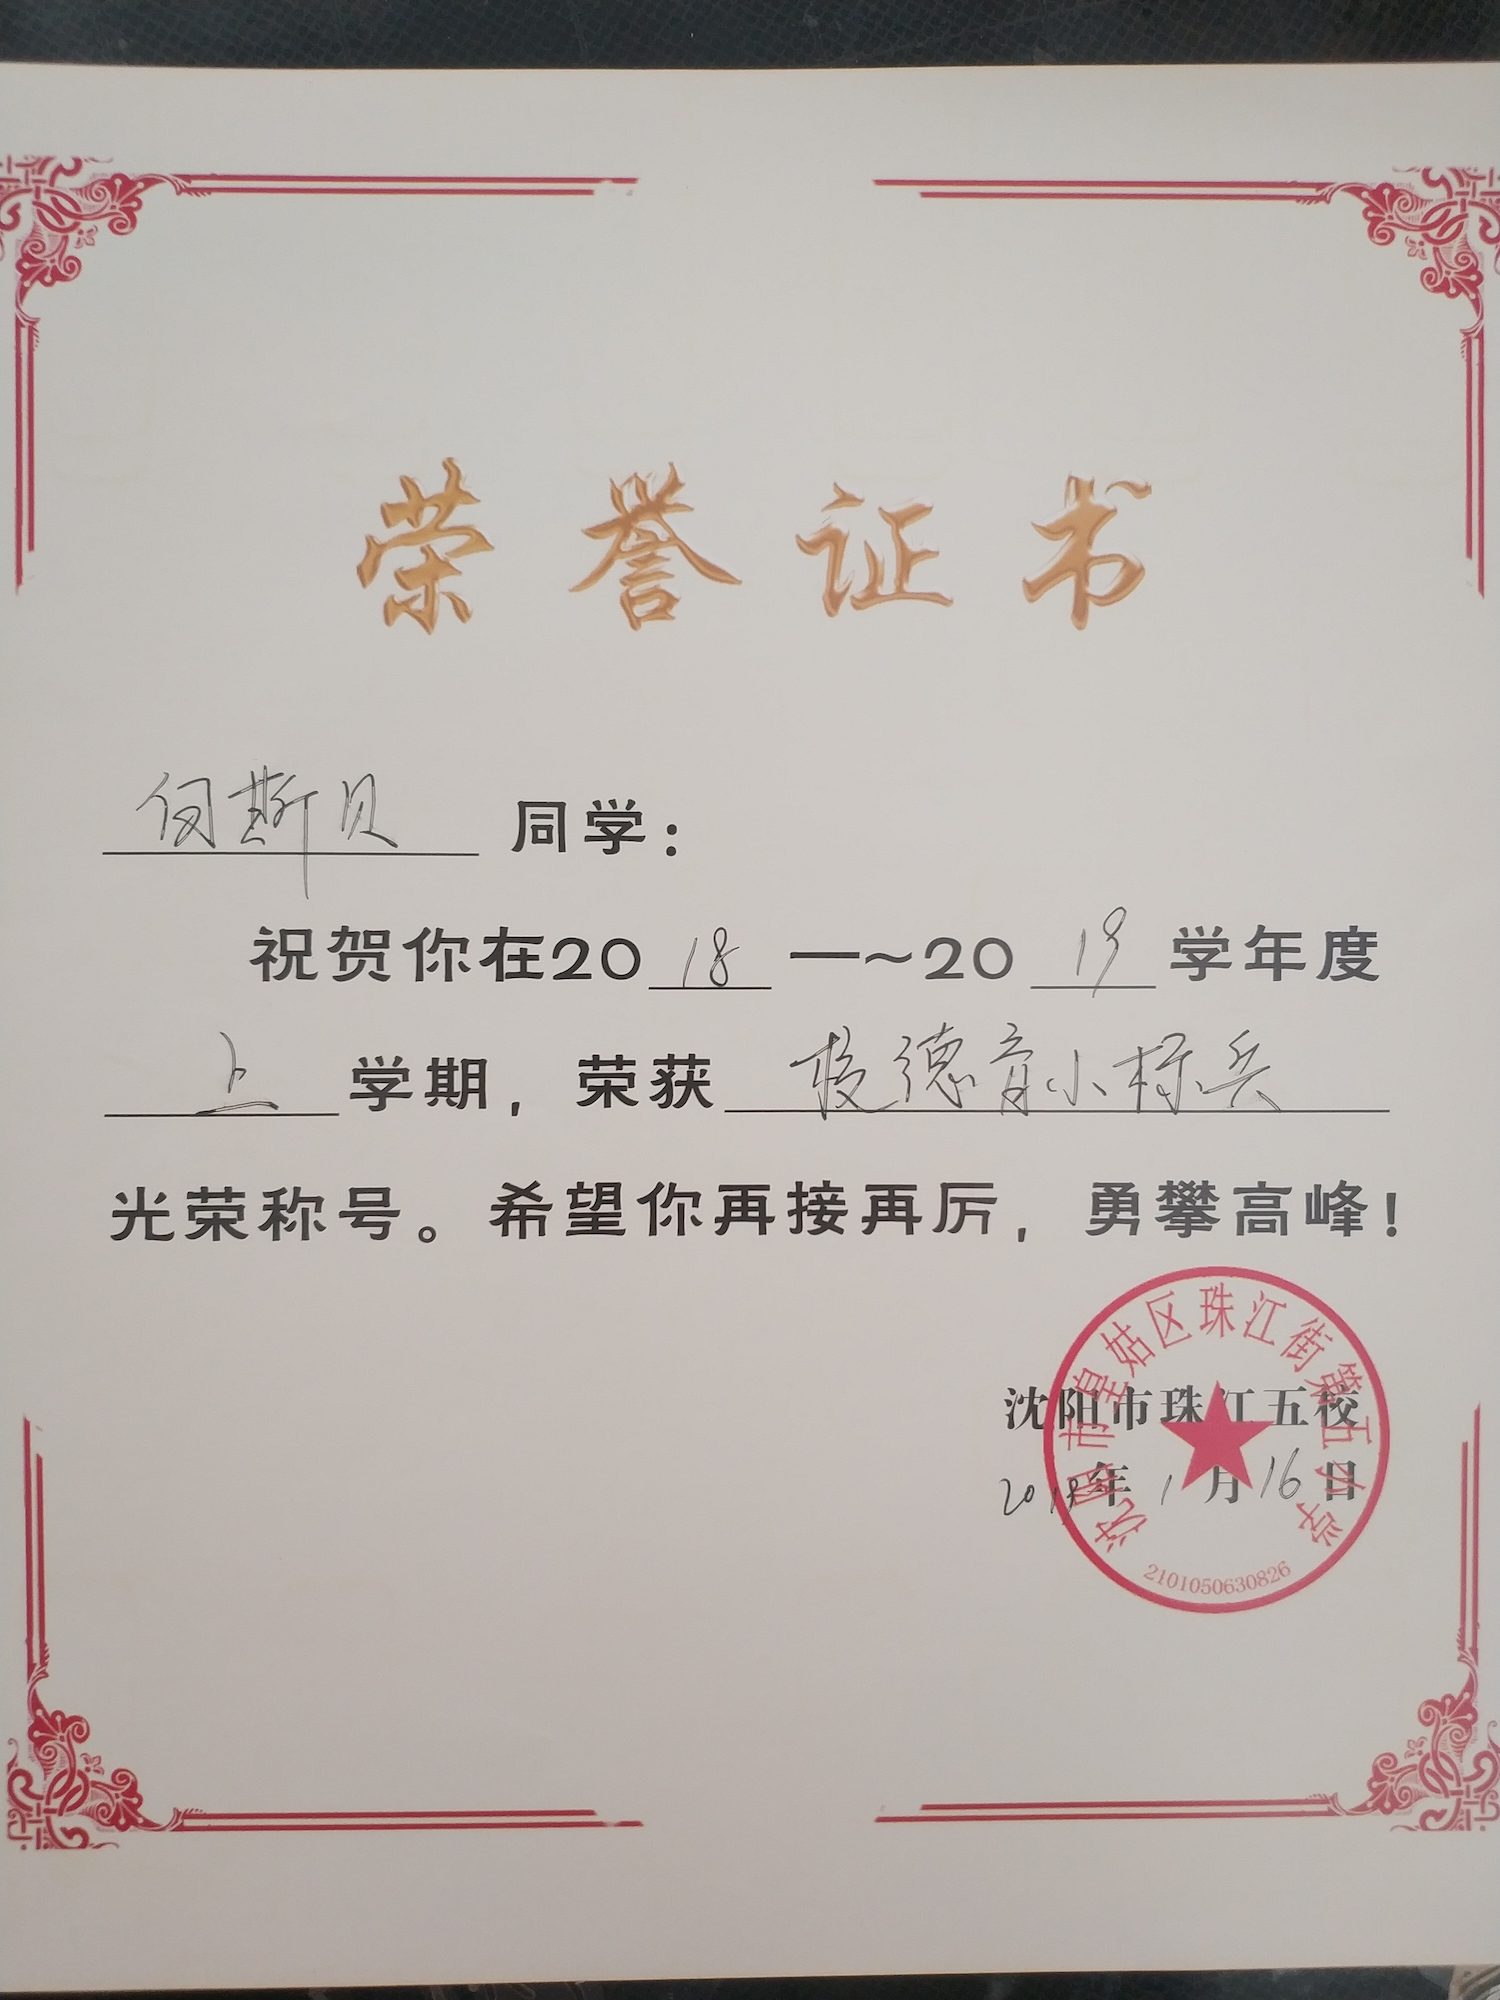 荣誉证书
何斯贝 同学：
祝贺你在2018—~2019学年度
上 学期，荣获 校德育小标兵
光荣称号。希望你再接再厉，勇攀高峰！
沈阳市珠江五校
2019年1月16日
沈阳市皇姑区珠江街第五小学
2101050630826